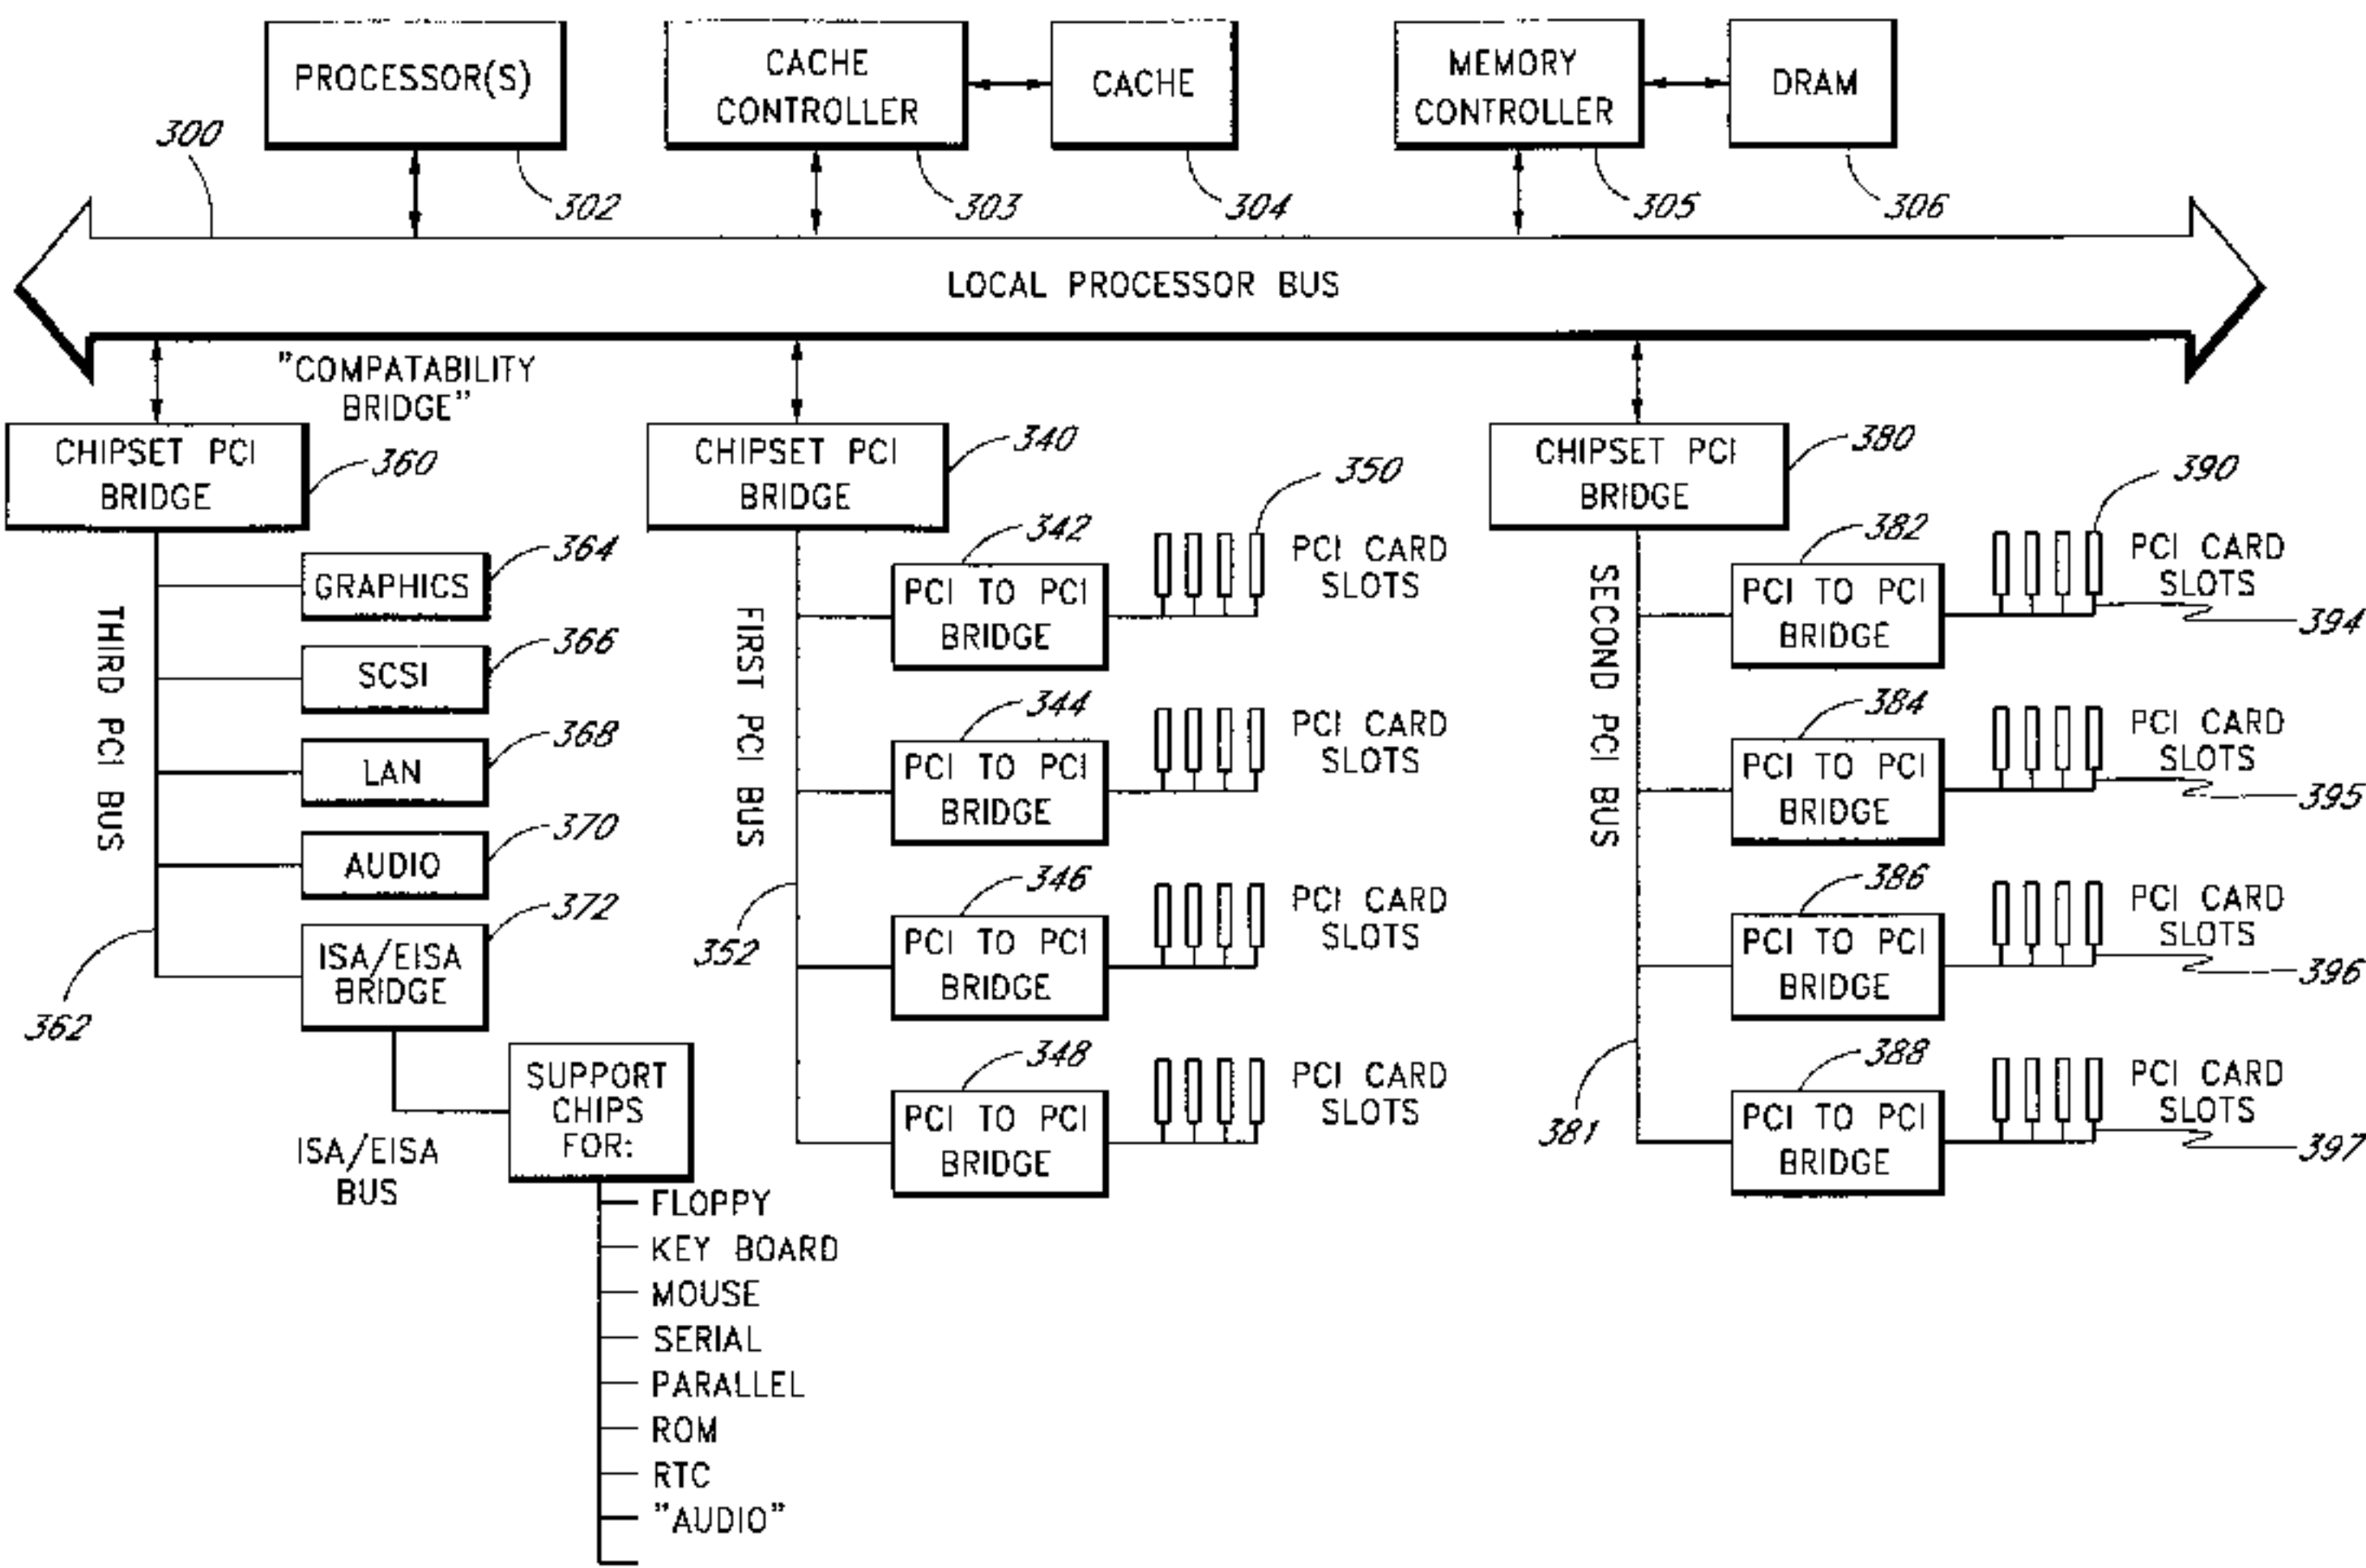 PROCESSOR(S)
CACHE
CONTROLLER
CACHE
MEMORY
CONTROLLER
DRAM
300
302
303
304
305
306
LOCAL PROCESSOR BUS
"COMPATABILITY
BRIDGE"
CHIPSET PCI
BRIDGE
360
CHIPSET PCI
BRIDGE
340
CHIPSET PCI
BRIDGE
380
THIRD PCI BUS
GRAPHICS
364
SCSI
366
LAN
368
AUDIO
370
ISA/EISA
BRIDGE
372
362
ISA/EISA
BUS
SUPPORT
CHIPS
FOR:
FLOPPY
KEY BOARD
MOUSE
SERIAL
PARALLEL
ROM
RTC
"AUDIO"
FIRST PCI BUS
352
342
PCI TO PCI
BRIDGE
350
PCI CARD
SLOTS
344
PCI TO PCI
BRIDGE
PCI CARD
SLOTS
346
PCI TO PCI
BRIDGE
PCI CARD
SLOTS
348
PCI TO PCI
BRIDGE
PCI CARD
SLOTS
SECOND PCI BUS
381
382
PCI TO PCI
BRIDGE
390
PCI CARD
SLOTS
394
384
PCI TO PCI
BRIDGE
PCI CARD
SLOTS
395
386
PCI TO PCI
BRIDGE
PCI CARD
SLOTS
396
388
PCI TO PCI
BRIDGE
PCI CARD
SLOTS
397